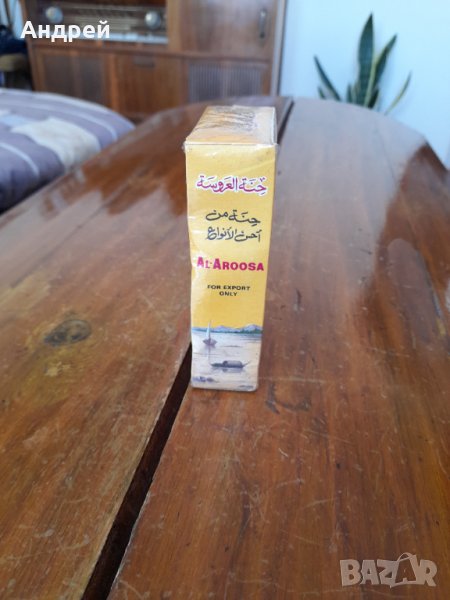 Андрей
حنة العروسة
حنة من
أحسن الأنواع
AL-AROOSA
FOR EXPORT
ONLY
BAZAR